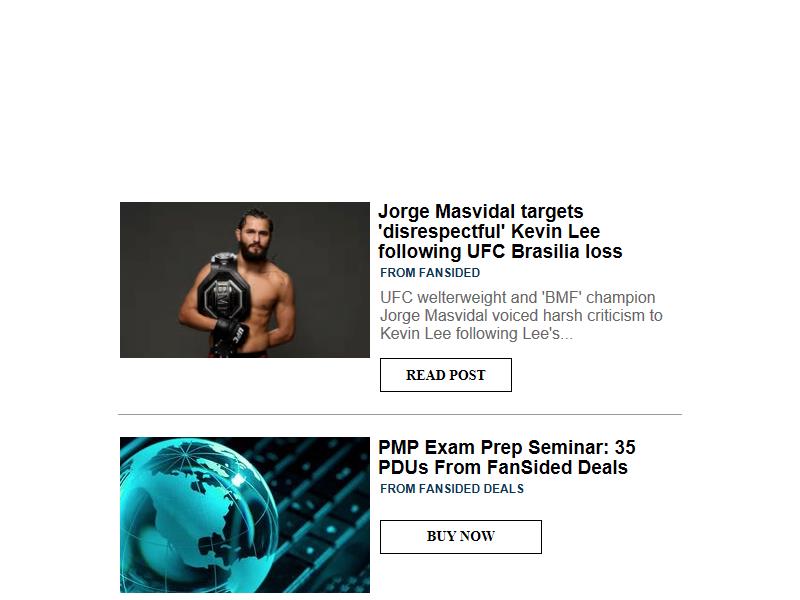 Jorge Masvidal targets
'disrespectful' Kevin Lee
following UFC Brasilia loss
FROM FANSIDED
UFC welterweight and 'BMF' champion
Jorge Masvidal voiced harsh criticism to
Kevin Lee following Lee's...
READ POST
PMP Exam Prep Seminar: 35
PDUs From FanSided Deals
FROM FANSIDED DEALS
BUY NOW